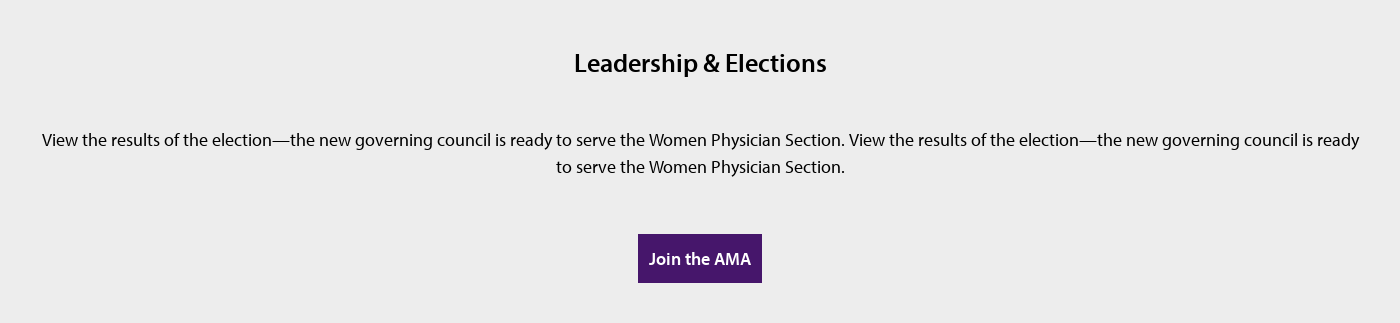 Leadership & Elections
View the results of the election—the new governing council is ready to serve the Women Physician Section. View the results of the election—the new governing council is ready
to serve the Women Physician Section.
Join the AMA